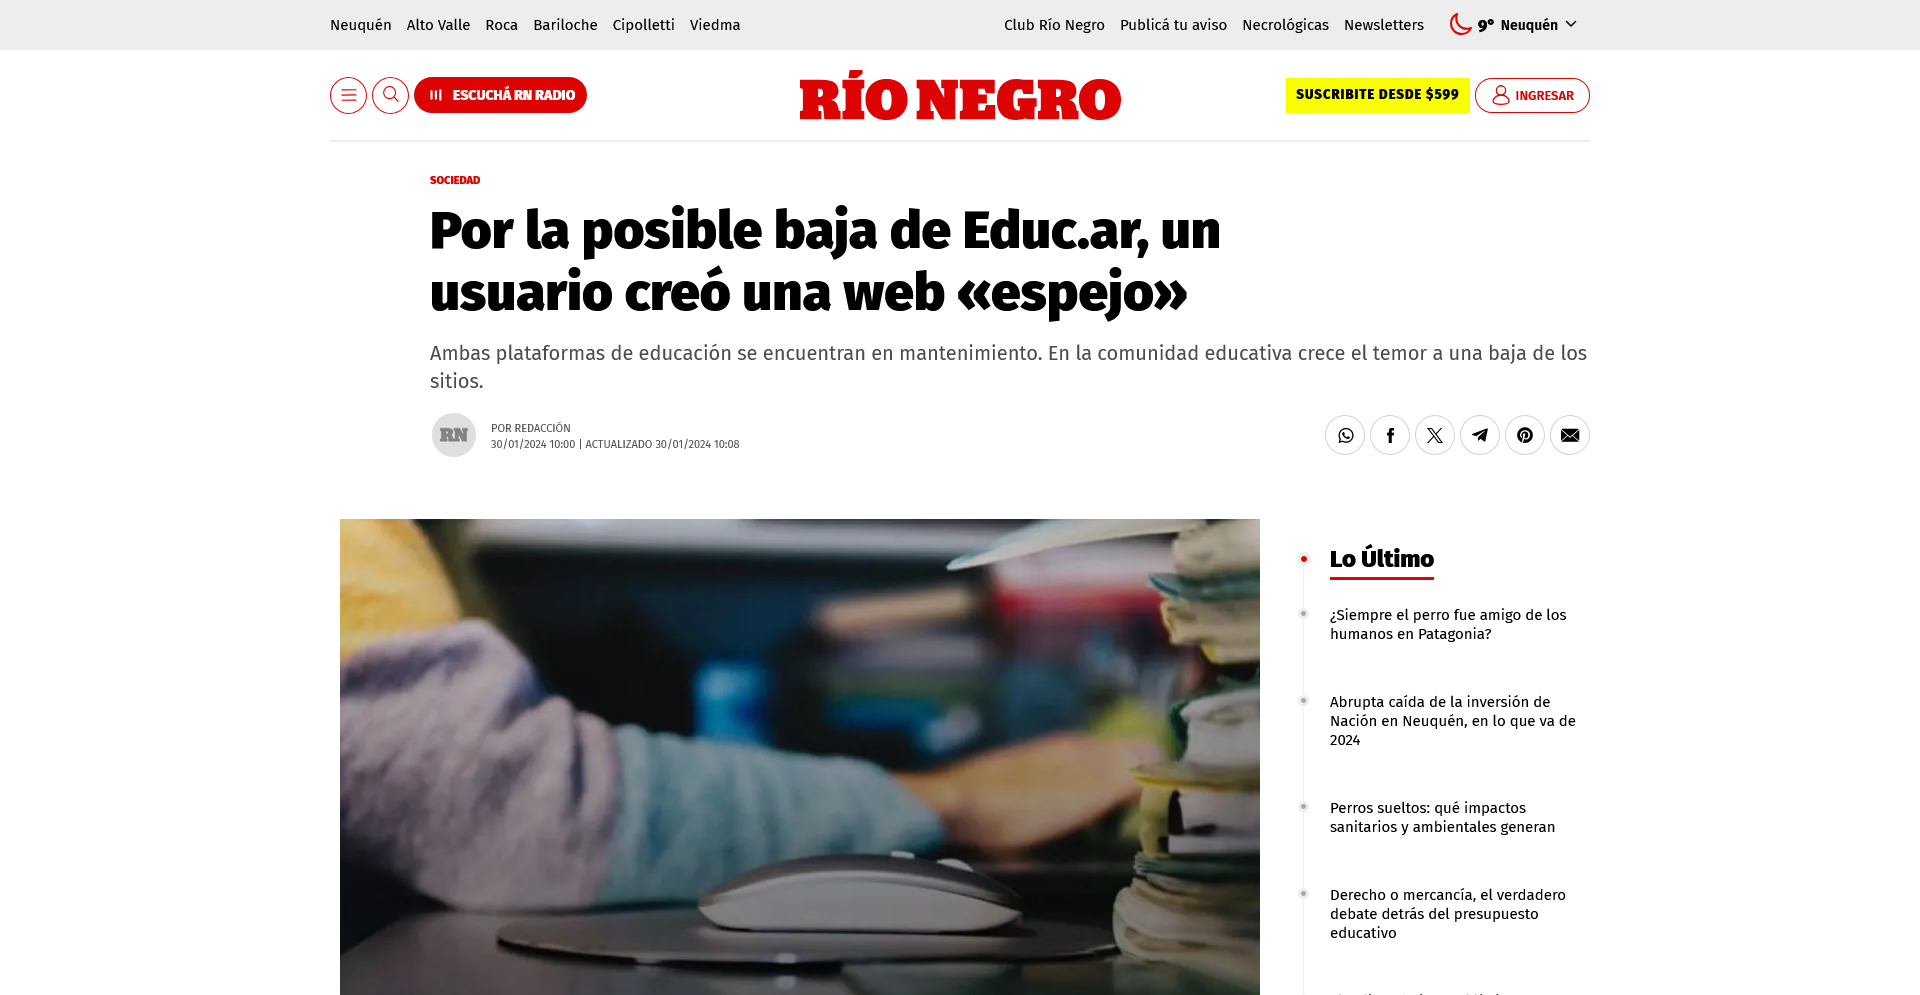 Neuquén Alto Valle Roca Bariloche Cipolletti Viedma Club Río Negro Publicá tu aviso Necrológicas Newsletters 9° Neuquén
ESCUCHÁ RN RADIO RÍO NEGRO SUSCRIBITE DESDE $599 INGRESAR
SOCIEDAD
Por la posible baja de Educ.ar, un
usuario creó una web «espejo»
Ambas plataformas de educación se encuentran en mantenimiento. En la comunidad educativa crece el temor a una baja de los
sitios.
RN
POR REDACCIÓN
30/01/2024 10:00 | ACTUALIZADO 30/01/2024 10:08
Lo Último
¿Siempre el perro fue amigo de los
humanos en Patagonia?
Abrupta caída de la inversión de
Nación en Neuquén, en lo que va de
2024
Perros sueltos: qué impactos
sanitarios y ambientales generan
Derecho o mercancía, el verdadero
debate detrás del presupuesto
educativo